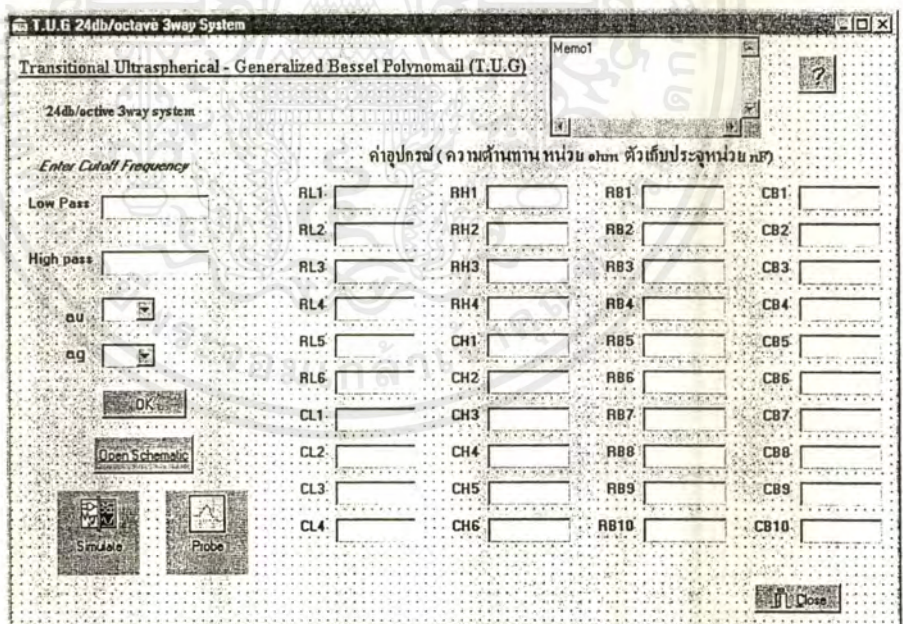 T.U.G 24db/octave 3way System
Memo1
Transitional Ultraspherical - Generalized Bessel Polynomail (T.U.G)
?
24db/octive 3way system
ค่าอุปกรณ์ ( ความต้านทาน หน่วย ohm ตัวเก็บประจุหน่วย nF)
Enter Cutoff Frequency
Low Pass
High pass
au
ag
OK
Open Schematic
Simulate
Probe
RL1
RL2
RL3
RL4
RL5
RL6
CL1
CL2
CL3
CL4
RH1
RH2
RH3
RH4
CH1
CH2
CH3
CH4
CH5
CH6
RB1
RB2
RB3
RB4
RB5
RB6
RB7
RB8
RB9
RB10
CB1
CB2
CB3
CB4
CB5
CB6
CB7
CB8
CB9
CB10
Close